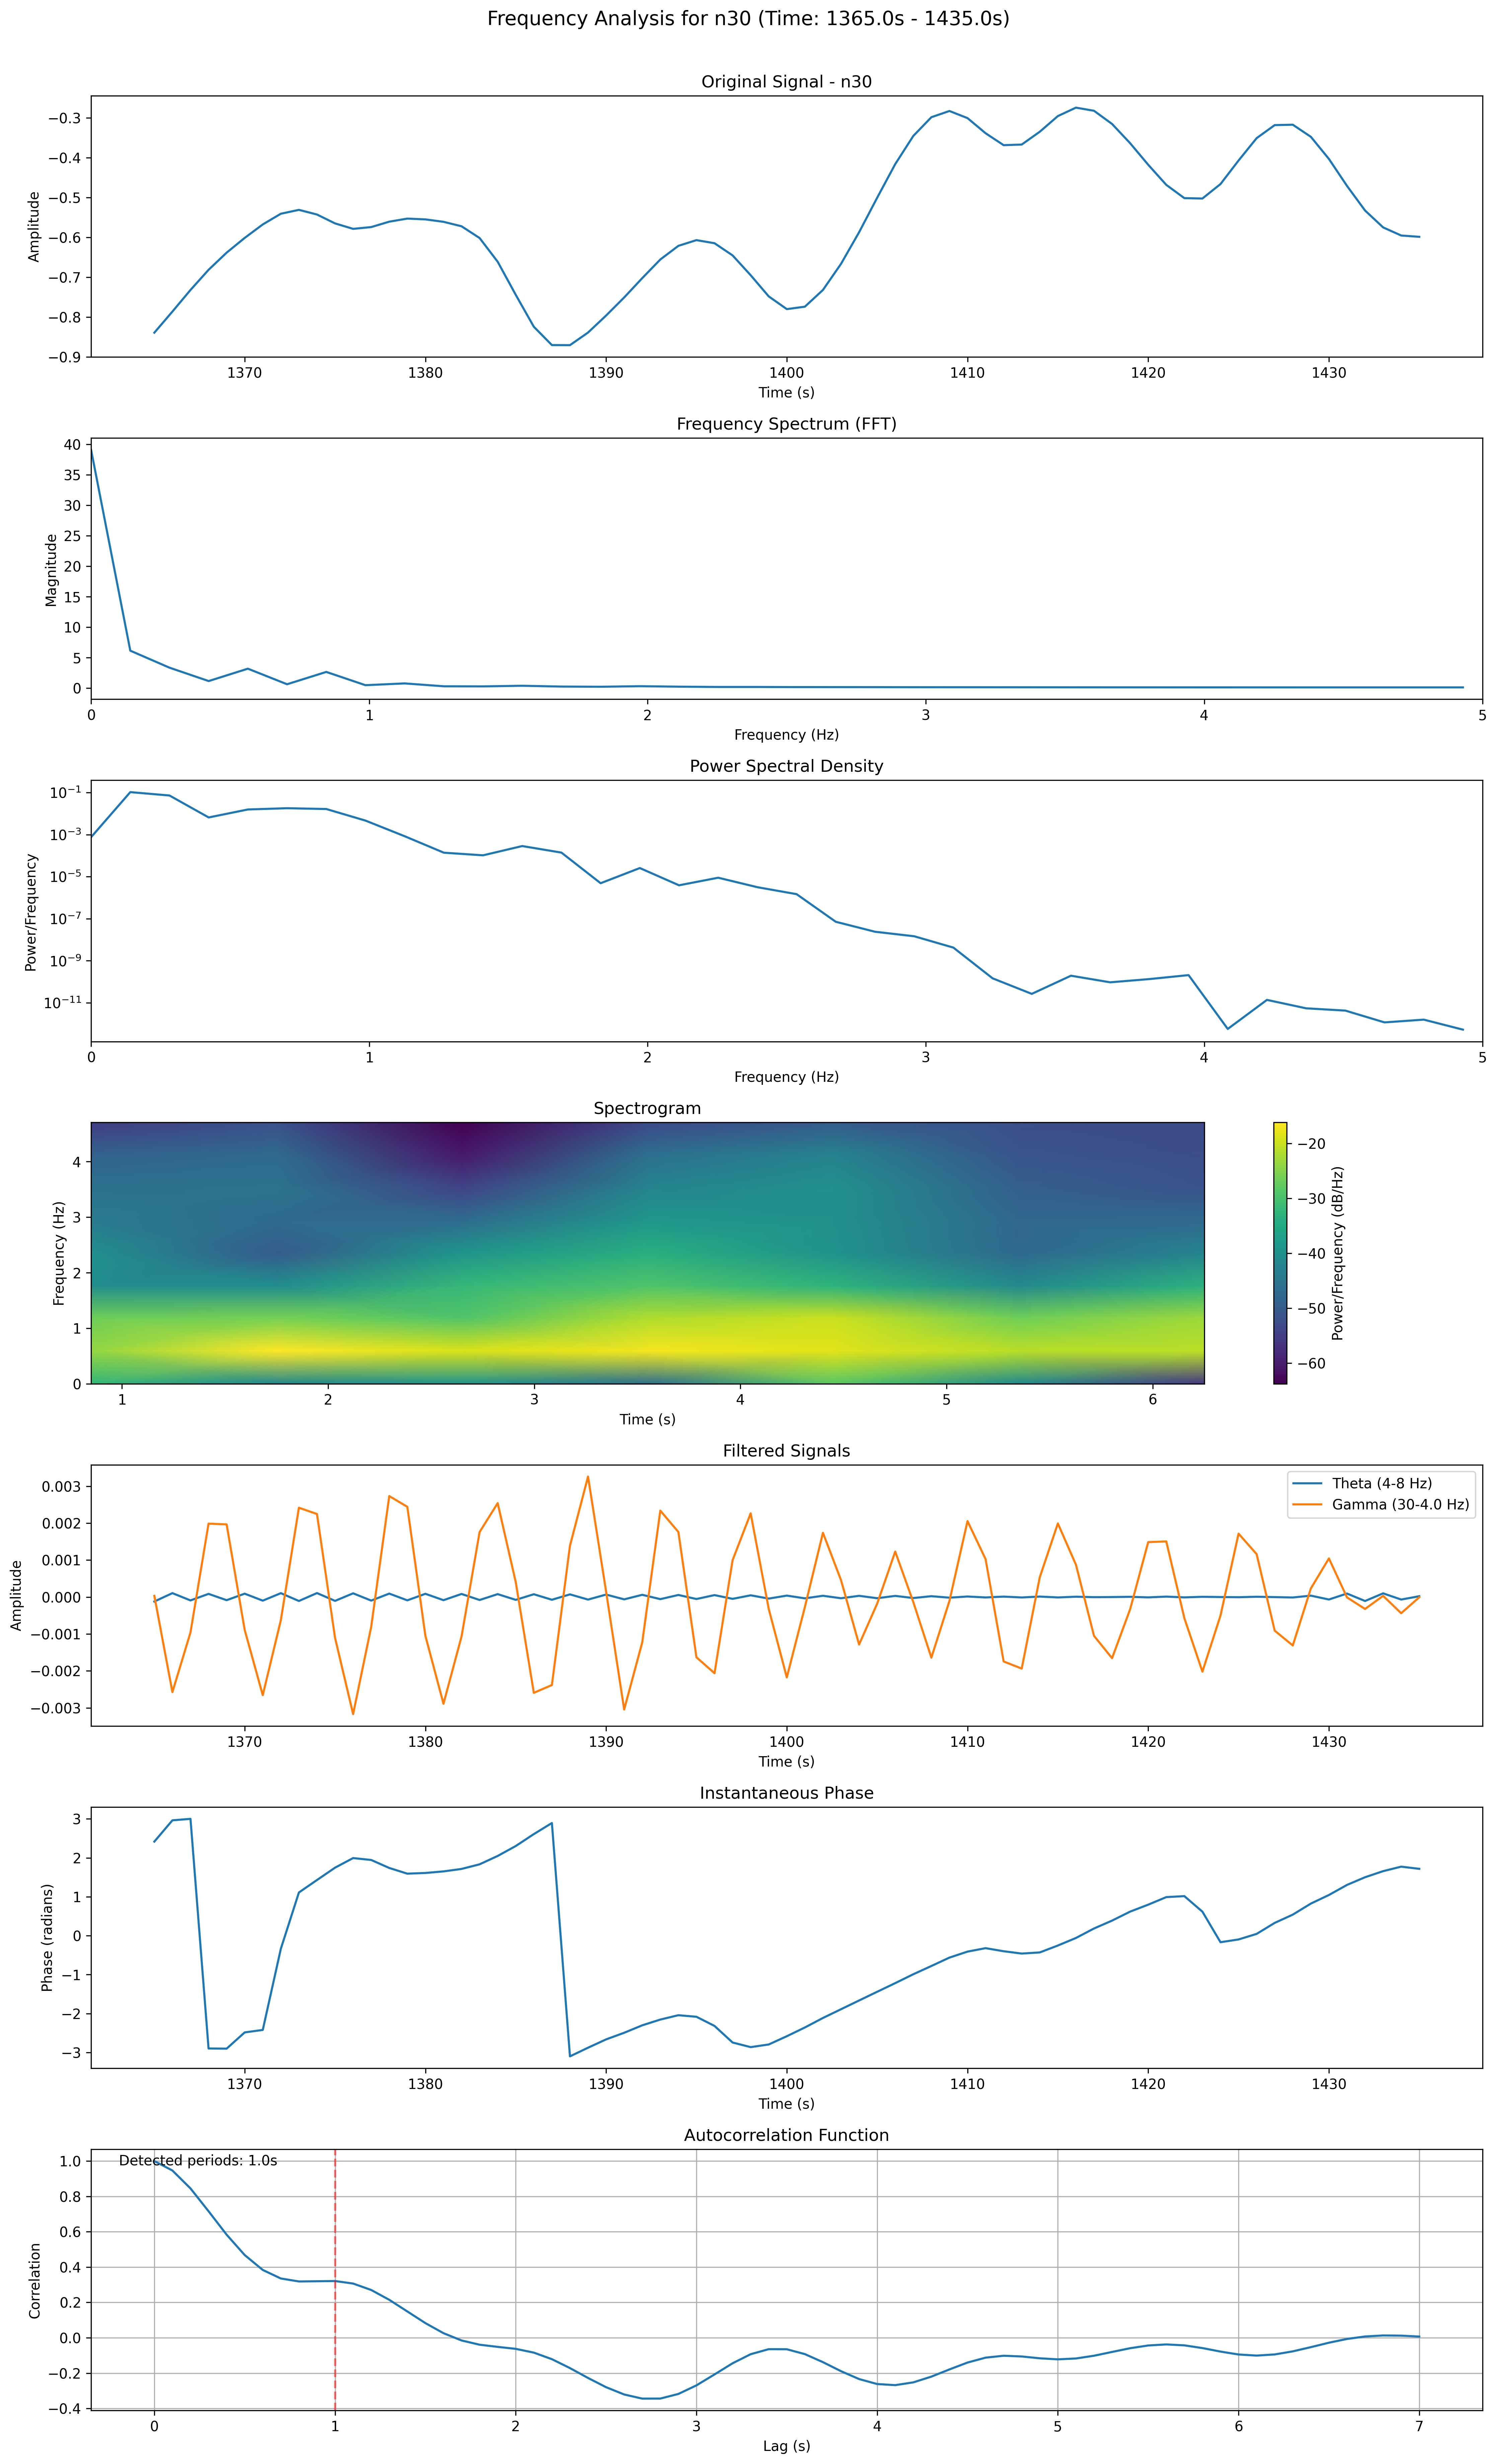 Frequency Analysis for n30 (Time: 1365.0s - 1435.0s)
Original Signal - n30
Amplitude
−0.3
−0.4
−0.5
−0.6
−0.7
−0.8
−0.9
1370 1380 1390 1400 1410 1420 1430
Time (s)
Frequency Spectrum (FFT)
Magnitude
40
35
30
25
20
15
10
5
0
0 1 2 3 4 5
Frequency (Hz)
Power Spectral Density
Power/Frequency
10⁻¹
10⁻³
10⁻⁵
10⁻⁷
10⁻⁹
10⁻¹¹
0 1 2 3 4 5
Frequency (Hz)
Spectrogram
Frequency (Hz)
4
3
2
1
0
1 2 3 4 5 6
Time (s)
−20
−30
−40
−50
−60
Power/Frequency (dB/Hz)
Filtered Signals
Theta (4-8 Hz)
Gamma (30-4.0 Hz)
Amplitude
0.003
0.002
0.001
0.000
−0.001
−0.002
−0.003
1370 1380 1390 1400 1410 1420 1430
Time (s)
Instantaneous Phase
Phase (radians)
3
2
1
0
−1
−2
−3
1370 1380 1390 1400 1410 1420 1430
Time (s)
Autocorrelation Function
Detected periods: 1.0s
Correlation
1.0
0.8
0.6
0.4
0.2
0.0
−0.2
−0.4
0 1 2 3 4 5 6 7
Lag (s)